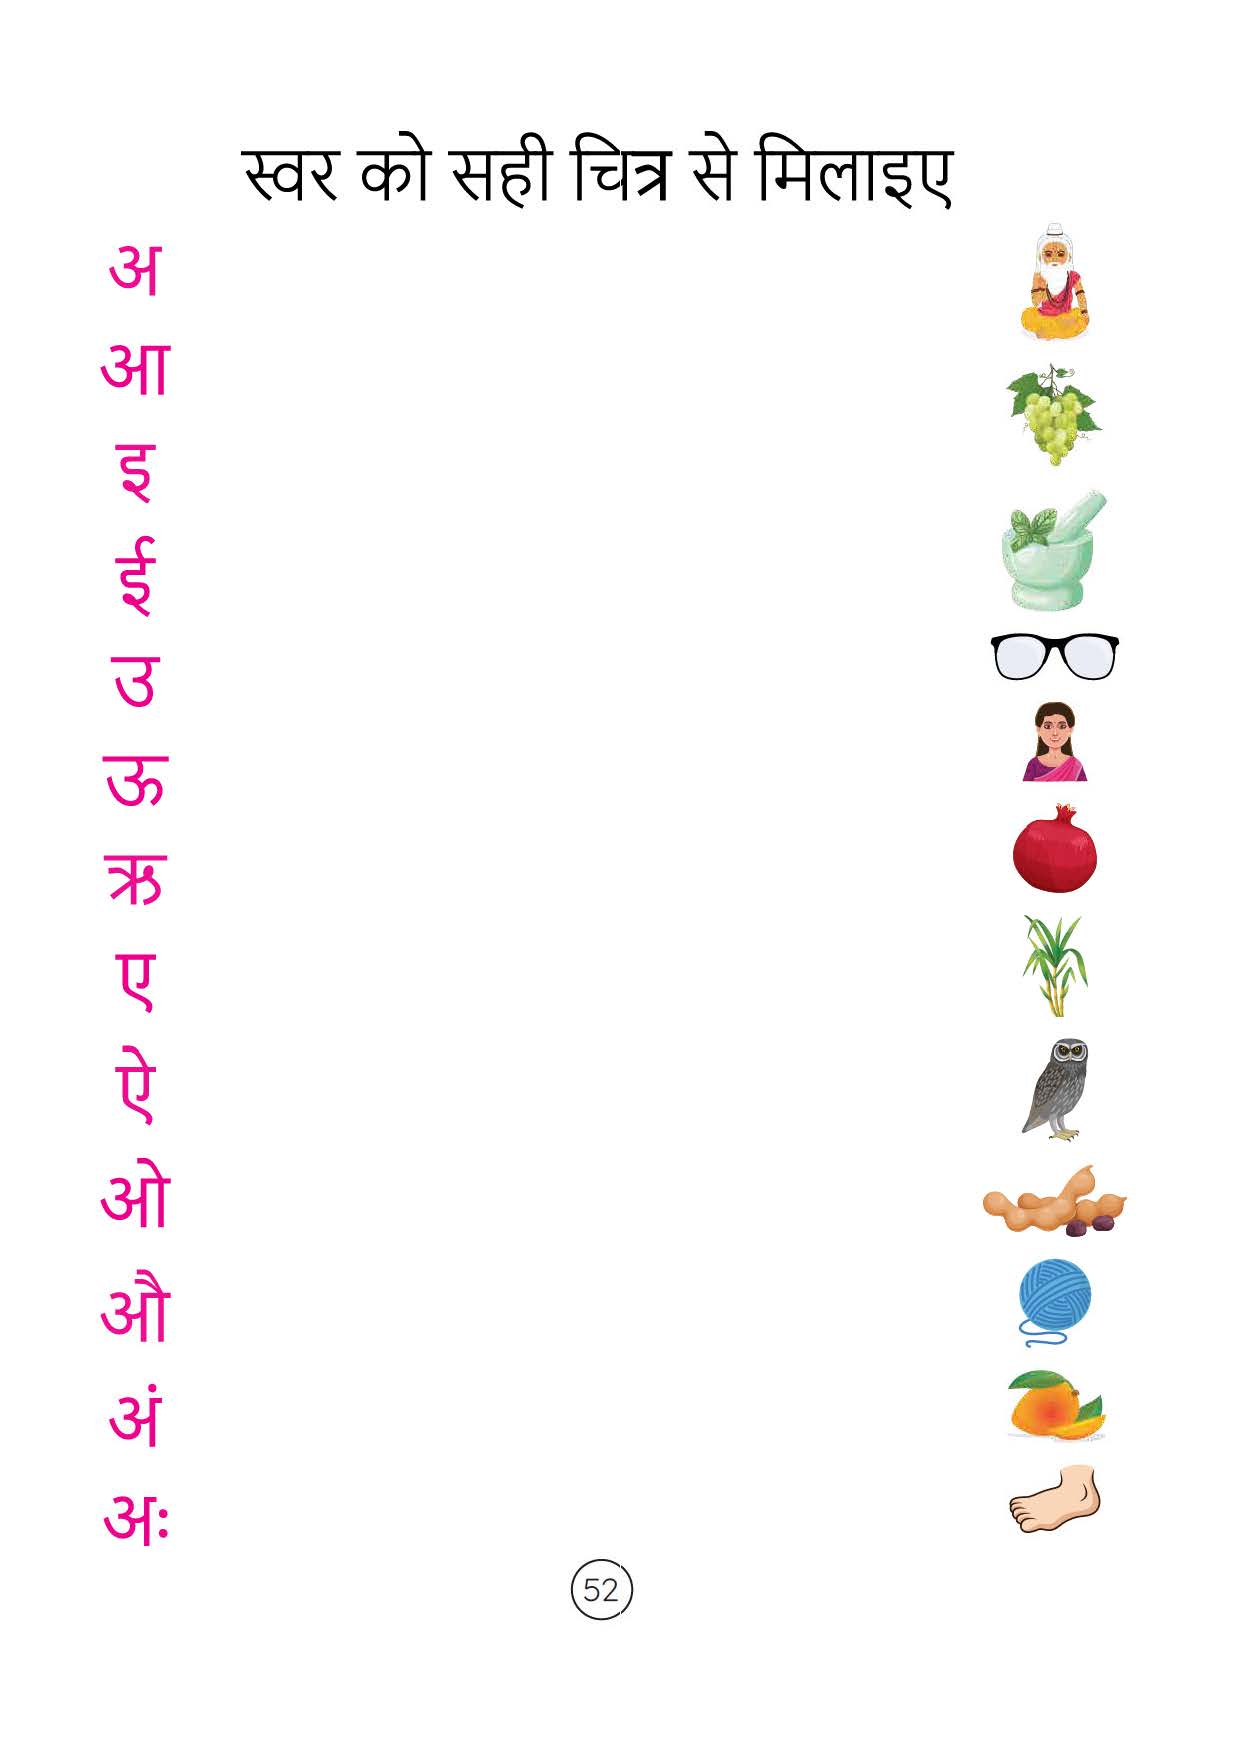 स्वर को सही चित्र से मिलाइए
अ
आ
इ
ई
उ
ऊ
ऋ
ए
ऐ
ओ
औ
अं
अः
52